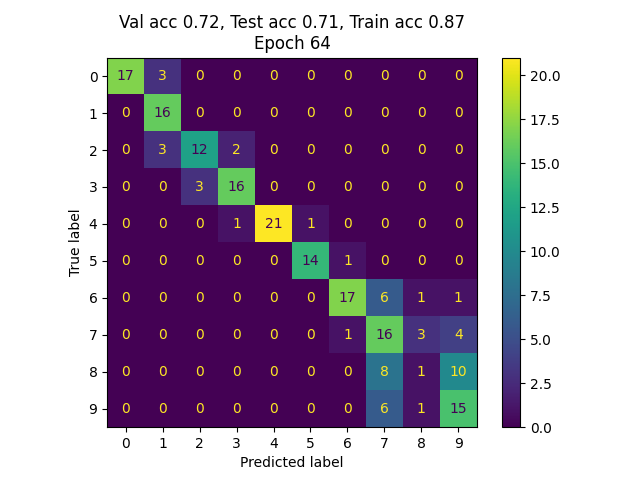 Val acc 0.72, Test acc 0.71, Train acc 0.87
Epoch 64
0 17 3 0 0 0 0 0 0 0 0
1 0 16 0 0 0 0 0 0 0 0
2 0 3 12 2 0 0 0 0 0 0
3 0 0 3 16 0 0 0 0 0 0
4 0 0 0 1 21 1 0 0 0 0
5 0 0 0 0 0 14 1 0 0 0
6 0 0 0 0 0 0 17 6 1 1
7 0 0 0 0 0 0 1 16 3 4
8 0 0 0 0 0 0 0 8 1 10
9 0 0 0 0 0 0 0 6 1 15
0 1 2 3 4 5 6 7 8 9
True label
Predicted label
20.0
17.5
15.0
12.5
10.0
7.5
5.0
2.5
0.0